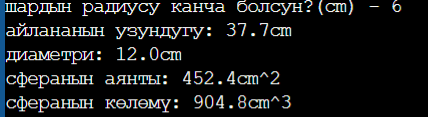 шардын радиусу канча болсун?(cm) - 6
айлананын узундугу: 37.7cm
диаметри: 12.0cm
сферанын аянты: 452.4cm^2
сферанын көлөмү: 904.8cm^3